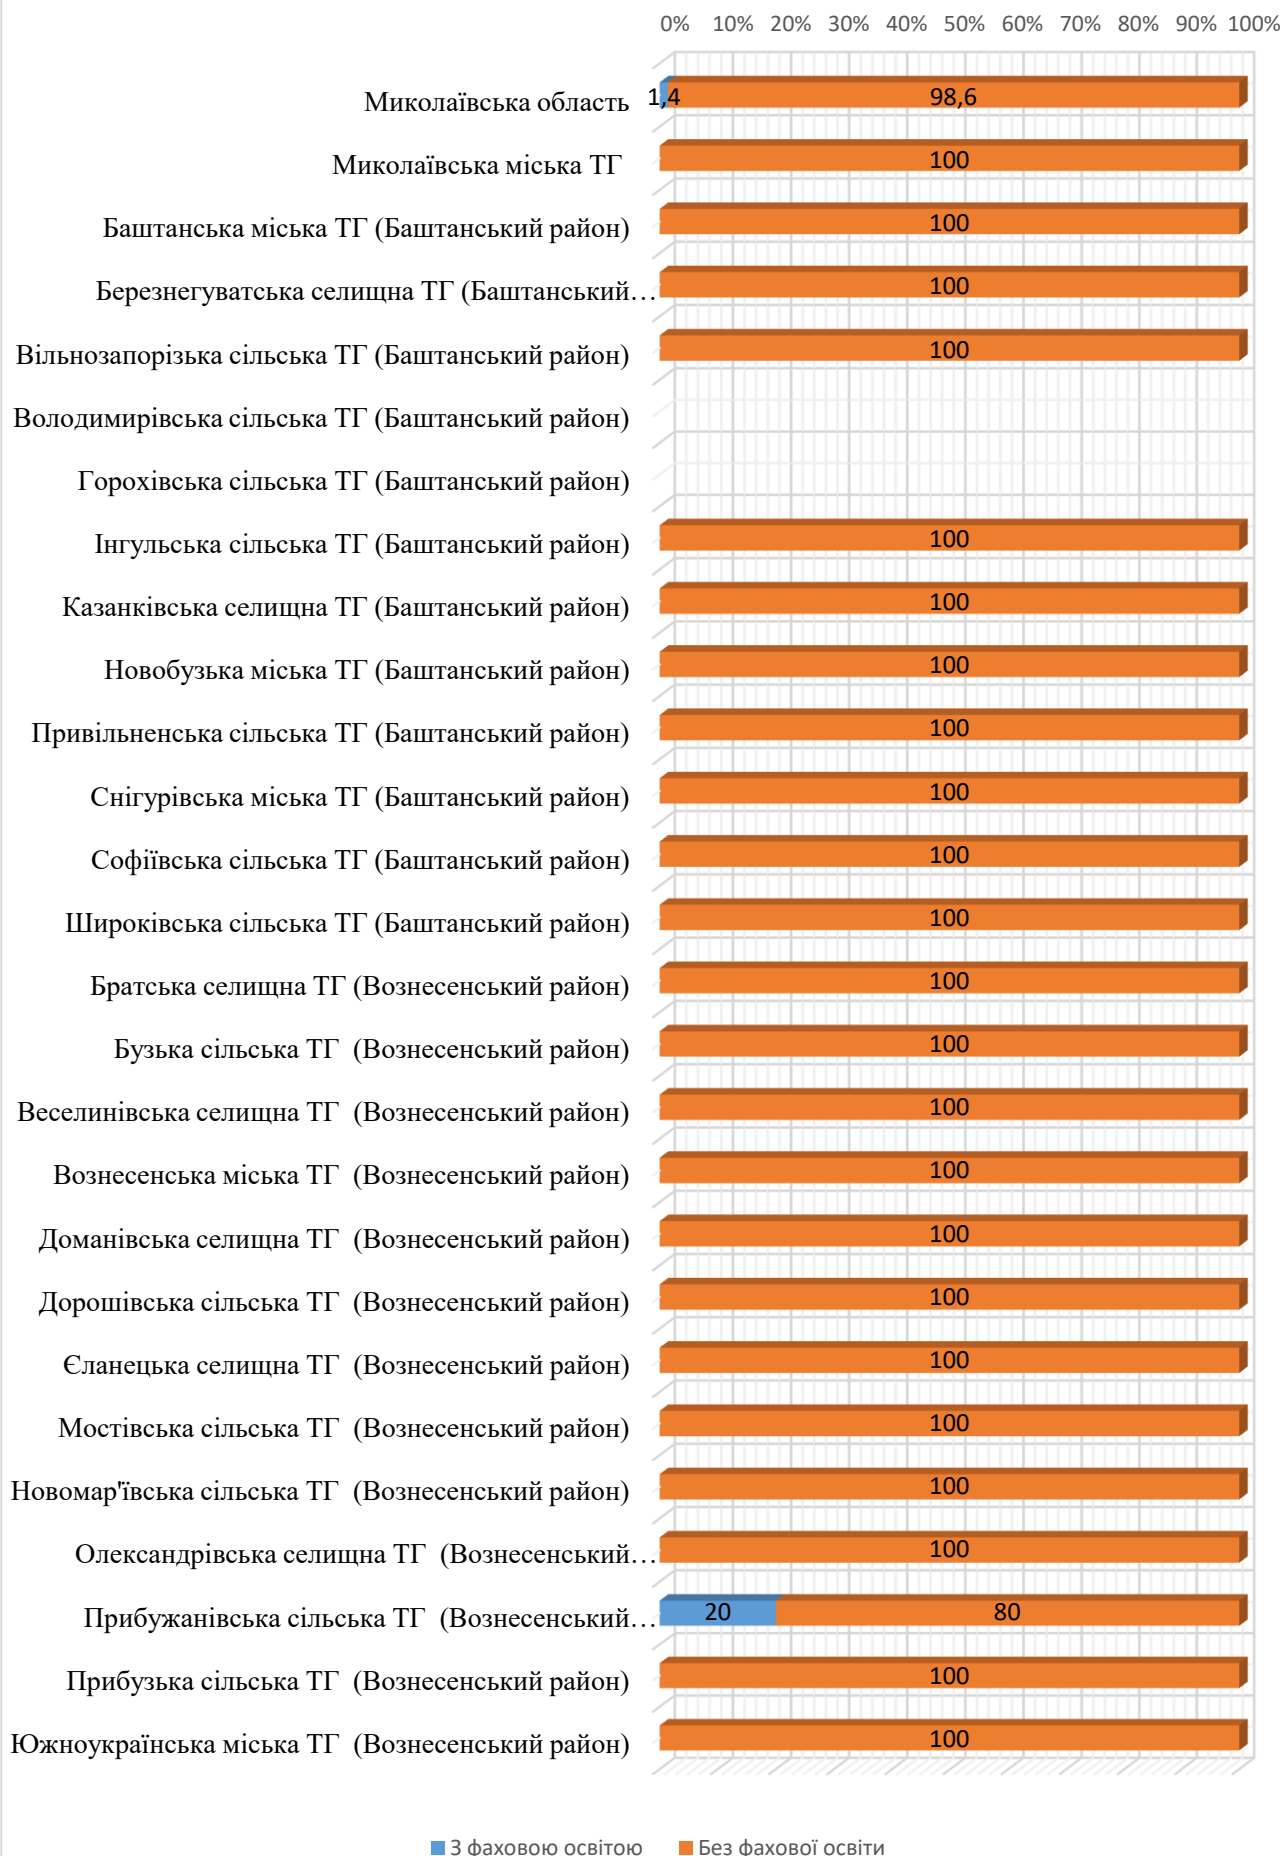 0% 10% 20% 30% 40% 50% 60% 70% 80% 90% 100%
Миколаївська область 1,4 98,6
Миколаївська міська ТГ 100
Баштанська міська ТГ (Баштанський район) 100
Березнегуватська селищна ТГ (Баштанський… 100
Вільнозапорізька сільська ТГ (Баштанський район) 100
Володимирівська сільська ТГ (Баштанський район)
Горохівська сільська ТГ (Баштанський район)
Інгульська сільська ТГ (Баштанський район) 100
Казанківська селищна ТГ (Баштанський район) 100
Новобузька міська ТГ (Баштанський район) 100
Привільненська сільська ТГ (Баштанський район) 100
Снігурівська міська ТГ (Баштанський район) 100
Софіївська сільська ТГ (Баштанський район) 100
Широківська сільська ТГ (Баштанський район) 100
Братська селищна ТГ (Вознесенський район) 100
Бузька сільська ТГ (Вознесенський район) 100
Веселинівська селищна ТГ (Вознесенський район) 100
Вознесенська міська ТГ (Вознесенський район) 100
Доманівська селищна ТГ (Вознесенський район) 100
Дорошівська сільська ТГ (Вознесенський район) 100
Єланецька селищна ТГ (Вознесенський район) 100
Мостівська сільська ТГ (Вознесенський район) 100
Новомар'ївська сільська ТГ (Вознесенський район) 100
Олександрівська селищна ТГ (Вознесенський… 100
Прибужанівська сільська ТГ (Вознесенський… 20 80
Прибузька сільська ТГ (Вознесенський район) 100
Южноукраїнська міська ТГ (Вознесенський район) 100
З фаховою освітою Без фахової освіти